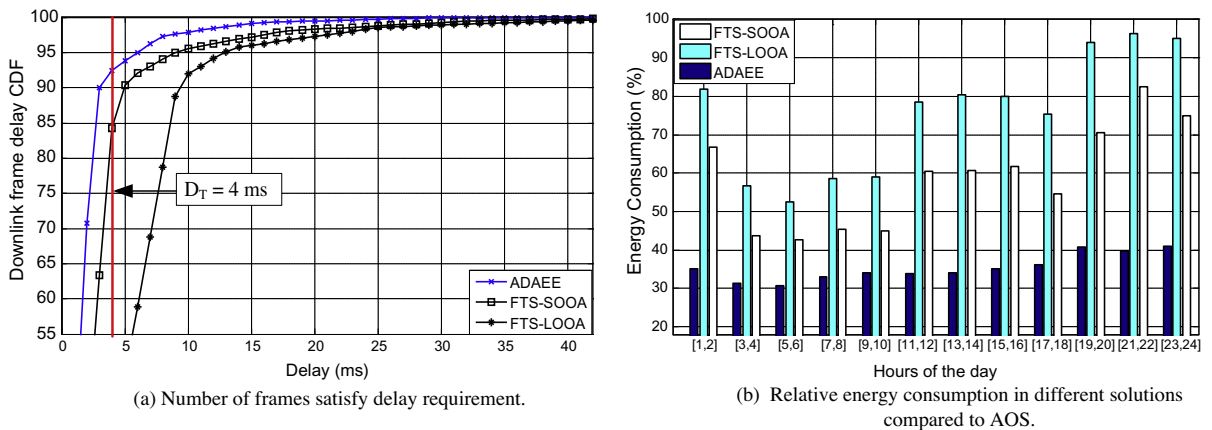 100
95
90
85
80
75
70
65
60
55
0 5 10 15 20 25 30 35 40
Downlink frame delay CDF
Delay (ms)
D_T = 4 ms
ADAEE
FTS-SOOA
FTS-LOOA
(a) Number of frames satisfy delay requirement.
100
90
80
70
60
50
40
30
20
Energy Consumption (%)
FTS-SOOA
FTS-LOOA
ADAEE
[1,2] [3,4] [5,6] [7,8] [9,10] [11,12] [13,14] [15,16] [17,18] [19,20] [21,22] [23,24]
Hours of the day
(b) Relative energy consumption in different solutions
compared to AOS.